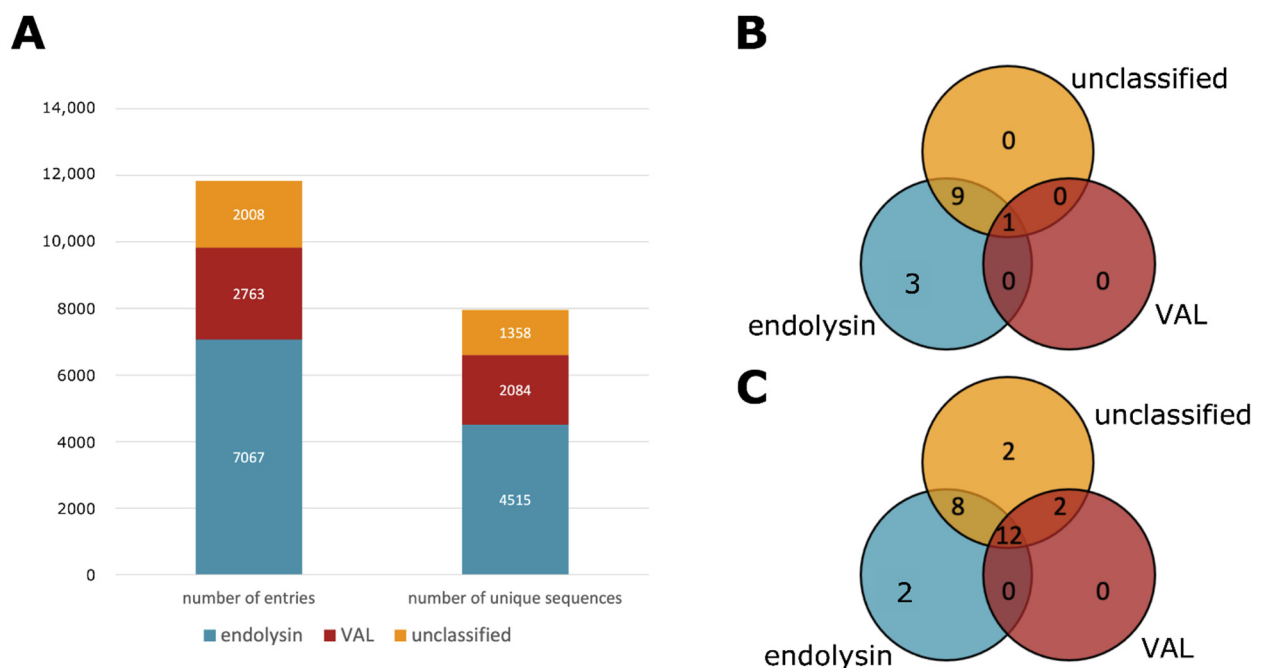 A
14,000
12,000
10,000
8000
6000
4000
2000
0
2008
2763
7067
1358
2084
4515
number of entries
number of unique sequences
endolysin VAL unclassified
B
unclassified
0
9 0
1
3 0 0
endolysin VAL
C
unclassified
2
8 2
12
2 0 0
endolysin VAL